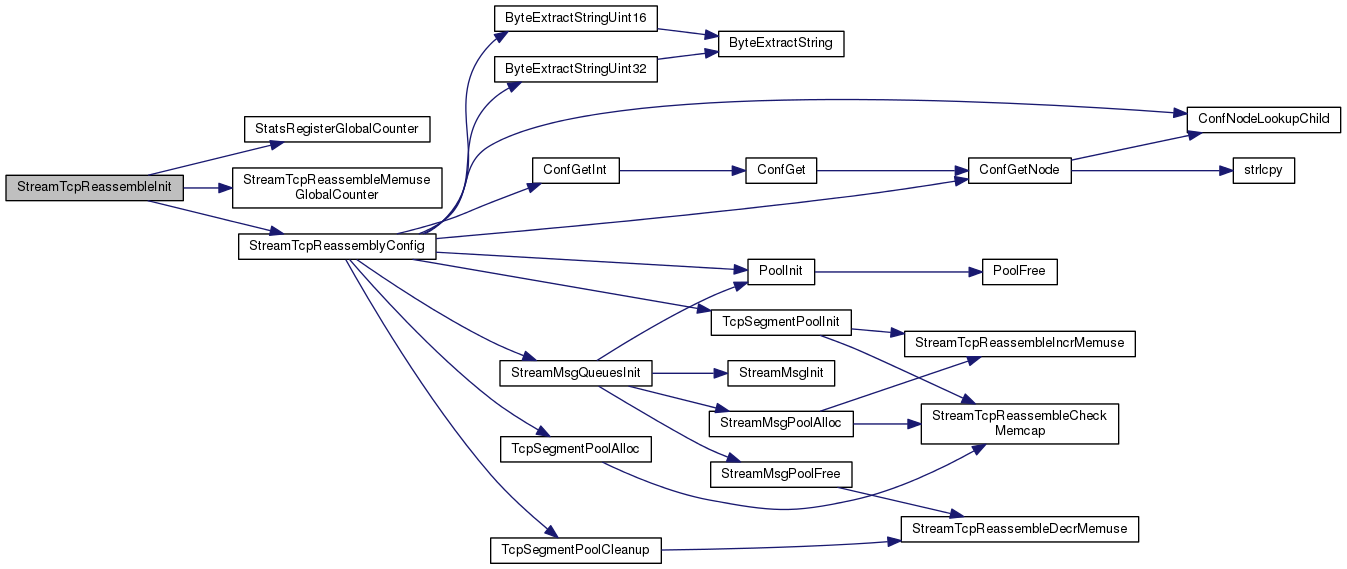 ByteExtractStringUint16
ByteExtractString
ByteExtractStringUint32
ConfNodeLookupChild
StatsRegisterGlobalCounter
ConfGetInt
ConfGet
ConfGetNode
strlcpy
StreamTcpReassembleInit
StreamTcpReassembleMemuse
GlobalCounter
StreamTcpReassemblyConfig
PoolInit
PoolFree
TcpSegmentPoolInit
StreamTcpReassembleIncrMemuse
StreamMsgQueuesInit
StreamMsgInit
StreamMsgPoolAlloc
StreamTcpReassembleCheck
Memcap
TcpSegmentPoolAlloc
StreamMsgPoolFree
StreamTcpReassembleDecrMemuse
TcpSegmentPoolCleanup